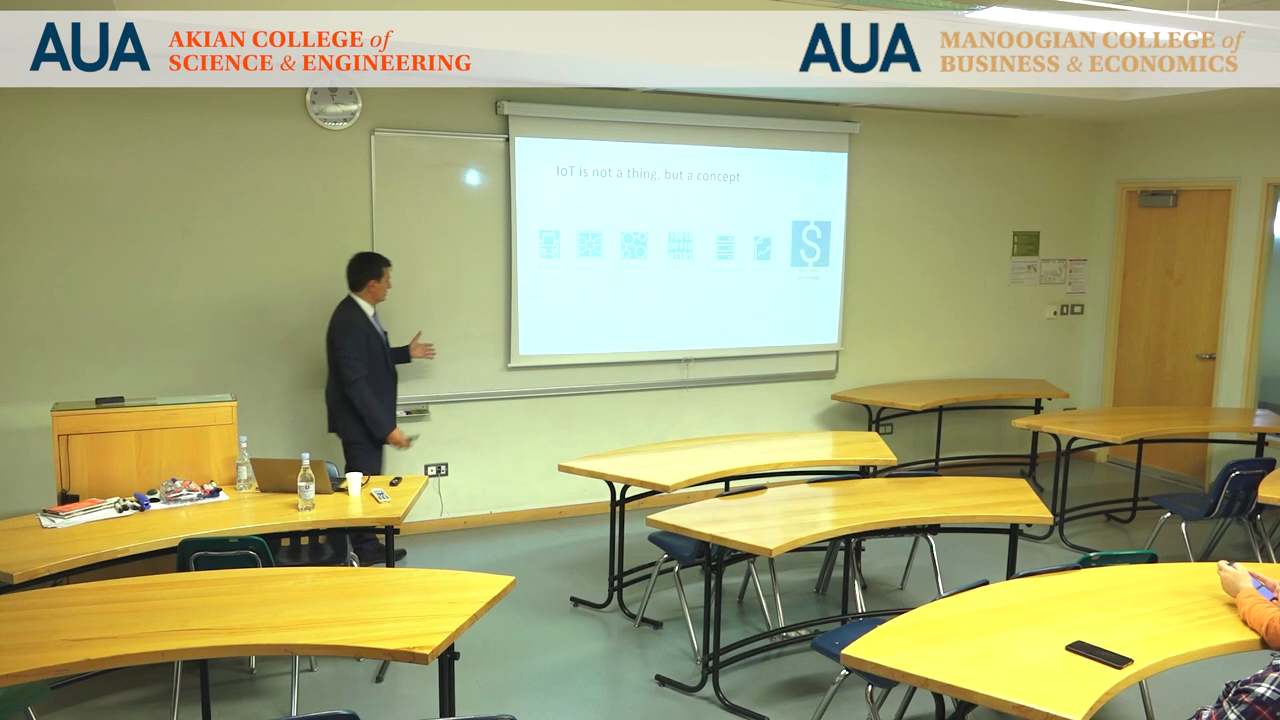 AUA
AKIAN COLLEGE of
SCIENCE & ENGINEERING
AUA
MANOOGIAN COLLEGE of
BUSINESS & ECONOMICS
IoT is not a thing, but a concept
$